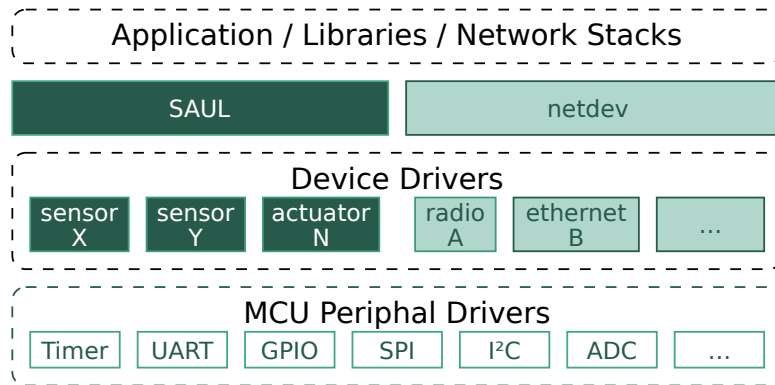 Application / Libraries / Network Stacks
SAUL
netdev
Device Drivers
sensor
X
sensor
Y
actuator
N
radio
A
ethernet
B
...
MCU Periphal Drivers
Timer
UART
GPIO
SPI
I²C
ADC
...